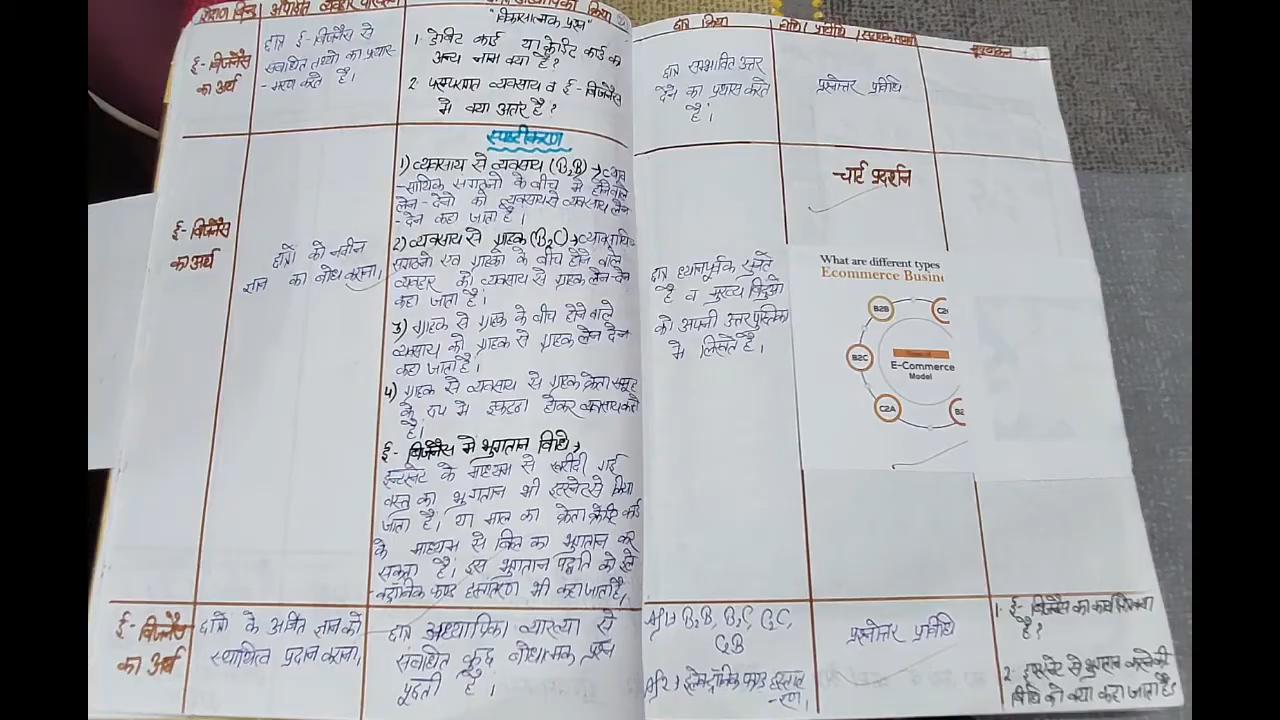 शिक्षण बिन्दु
अपेक्षित व्यवहार परिवर्तन
छात्र क्रिया
"विकासात्मक प्रश्न"
ई-बिजनैस
का अर्थ
छात्र ई-बिजनैस से
संबंधित तथ्यों का प्रत्यास्-
-मरण करते है।
1. डेबिट कार्ड या क्रेडिट कार्ड का
अन्य नाम क्या है?
2. परम्परागत व्यवसाय व ई-बिजनैस
मे क्या अंतर है?
छात्र सम्भावित उत्तर
देने का प्रयास करते
है।
प्रश्नोत्तर प्रविधि
स्पष्टीकरण
ई-बिजनैस
का अर्थ
छात्रों को नवीन
ज्ञान का बोध कराना।
1) व्यवसाय से व्यवसाय (B2B) → व्याव
-सायिक संगठनो के बीच मे होने वाले
लेन-देनो को व्यवसाय से व्यवसाय लेन
-देन कहा जाता है।
2) व्यवसाय से ग्राहक (B2C) → व्यावसायिक
संगठनो एवं ग्राहको के बीच होने वाले
व्यवहार को व्यवसाय से ग्राहक लेन-देन
कहा जाता है।
3) ग्राहक से ग्राहक के बीच होने वाले
व्यवसाय को ग्राहक से ग्राहक लेन देन
कहा जाता है।
4) ग्राहक से व्यवसाय से ग्राहक क्रेता समूह
के रूप मे इकट्ठा होकर व्यवसाय करते
है।
ई-बिजनैस मे भुगतान विधि →
इन्टरनेट के माध्यम से खरीदी गई
वस्तु का भुगतान भी इंटरनेट से किया
जाता है। या माल का क्रेता क्रेडिट कार्ड
के माध्यम से बिल का भुगतान कर
सकता है। इस भुगतान पद्धति को इले
-क्ट्रॉनिक फण्ड हस्तांतरण भी कहा जाता है।
छात्र ध्यानपूर्वक सुनते
है व मुख्य बिंदुओ
को अपनी उत्तरपुस्तिका
मे लिखते है।
चार्ट प्रदर्शन
What are different types
Ecommerce Busin
B2B
C2
B2C
E-Commerce
Model
C2A
B2
ई-बिजनैस
का अर्थ
छात्रों के अर्जित ज्ञान को
स्थायित्व प्रदान कराना।
छात्र अध्यापिका व्याख्या से
संबंधित कुछ बोधात्मक प्रश्न
पूछती है।
B2B, B2C, C2C,
C2B
इलेक्ट्रॉनिक फण्ड हस्तांत
-रण।
प्रश्नोत्तर प्रविधि
1. ई-बिजनैस का कार्य
है?
2. इंटरनेट से भुगतान करने की
विधि को क्या कहा जाता है?